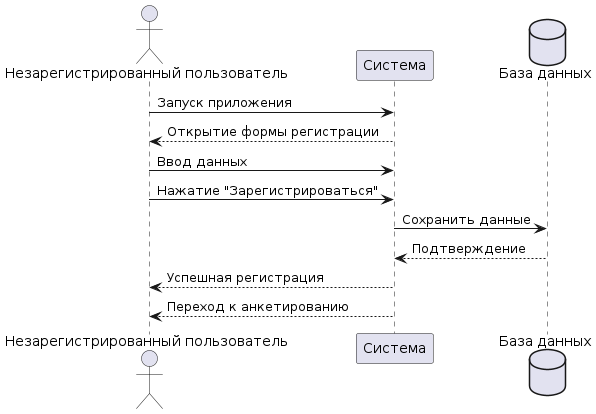 Незарегистрированный пользователь
Система
База данных
Запуск приложения
Открытие формы регистрации
Ввод данных
Нажатие "Зарегистрироваться"
Сохранить данные
Подтверждение
Успешная регистрация
Переход к анкетированию
Незарегистрированный пользователь
Система
База данных